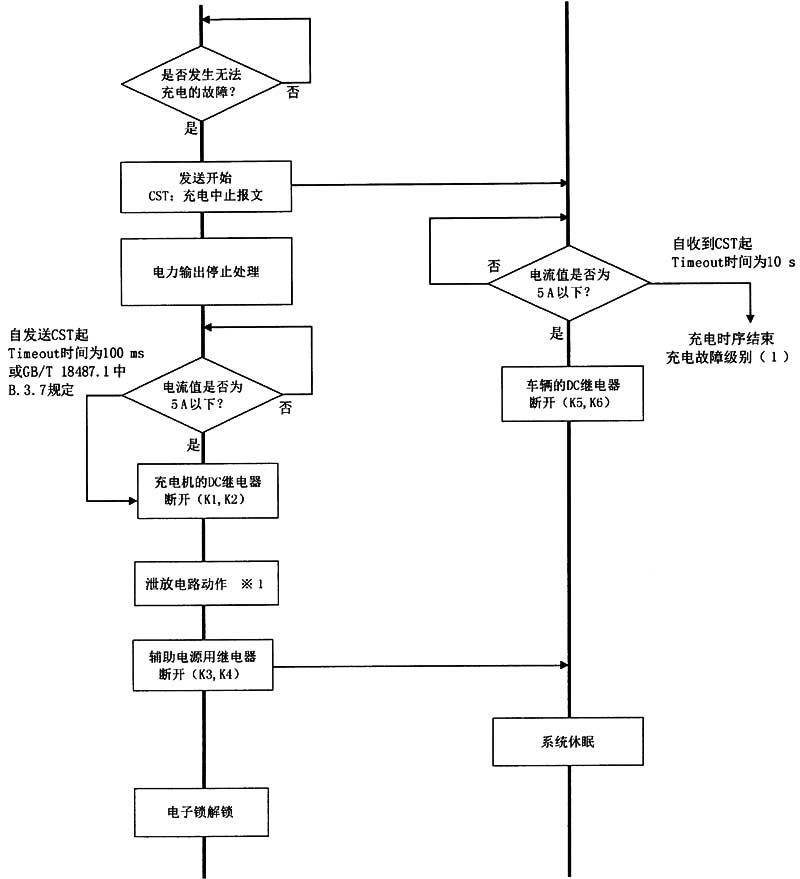 是否发生无法
充电的故障?
否
是
发送开始
CST: 充电中止报文
电力输出停止处理
自发送CST起
Timeout时间为100 ms
或GB/T 18487.1中
B.3.7规定
电流值是否为
5A以下?
否
是
充电机的DC继电器
断开(K1,K2)
泄放电路动作 ※1
辅助电源用继电器
断开(K3,K4)
电子锁解锁
否
电流值是否为
5A以下?
是
自收到CST起
Timeout时间为10 s
充电时序结束
充电故障级别(1)
车辆的DC继电器
断开(K5,K6)
系统休眠